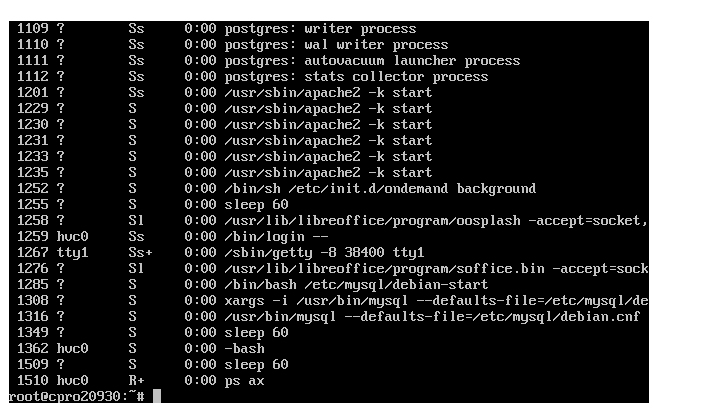 1109 ? Ss 0:00 postgres: writer process
1110 ? Ss 0:00 postgres: wal writer process
1111 ? Ss 0:00 postgres: autovacuum launcher process
1112 ? Ss 0:00 postgres: stats collector process
1201 ? Ss 0:00 /usr/sbin/apache2 -k start
1229 ? S 0:00 /usr/sbin/apache2 -k start
1230 ? S 0:00 /usr/sbin/apache2 -k start
1231 ? S 0:00 /usr/sbin/apache2 -k start
1233 ? S 0:00 /usr/sbin/apache2 -k start
1235 ? S 0:00 /usr/sbin/apache2 -k start
1252 ? S 0:00 /bin/sh /etc/init.d/ondemand background
1255 ? S 0:00 sleep 60
1258 ? Sl 0:00 /usr/lib/libreoffice/program/oosplash -accept=socket,
1259 hvc0 Ss 0:00 /bin/login --
1267 tty1 Ss+ 0:00 /sbin/getty -8 38400 tty1
1276 ? Sl 0:00 /usr/lib/libreoffice/program/soffice.bin -accept=sock
1285 ? S 0:00 /bin/bash /etc/mysql/debian-start
1308 ? S 0:00 xargs -i /usr/bin/mysql --defaults-file=/etc/mysql/de
1316 ? S 0:00 /usr/bin/mysql --defaults-file=/etc/mysql/debian.cnf
1349 ? S 0:00 sleep 60
1362 hvc0 S 0:00 -bash
1509 ? S 0:00 sleep 60
1510 hvc0 R+ 0:00 ps ax
root@cpro20930:~#